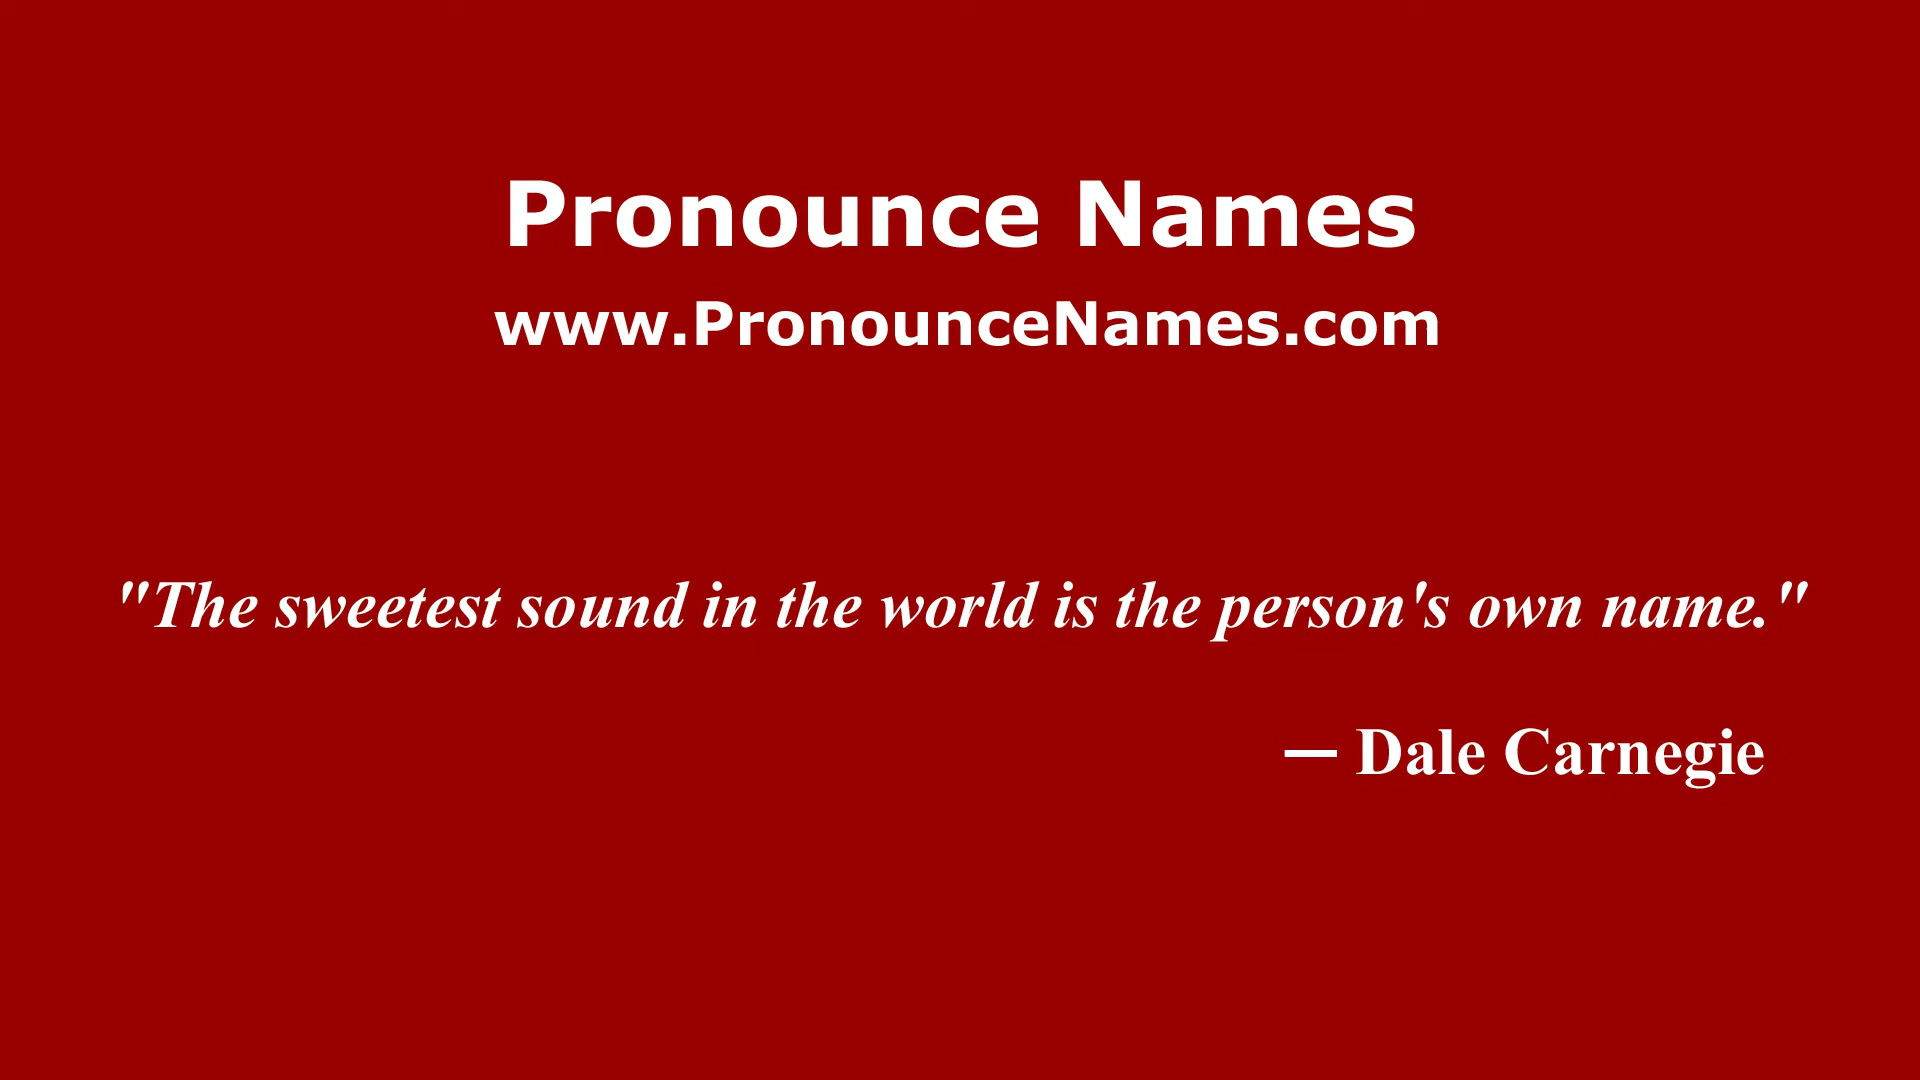 Pronounce Names
www.PronounceNames.com
"The sweetest sound in the world is the person's own name."
— Dale Carnegie